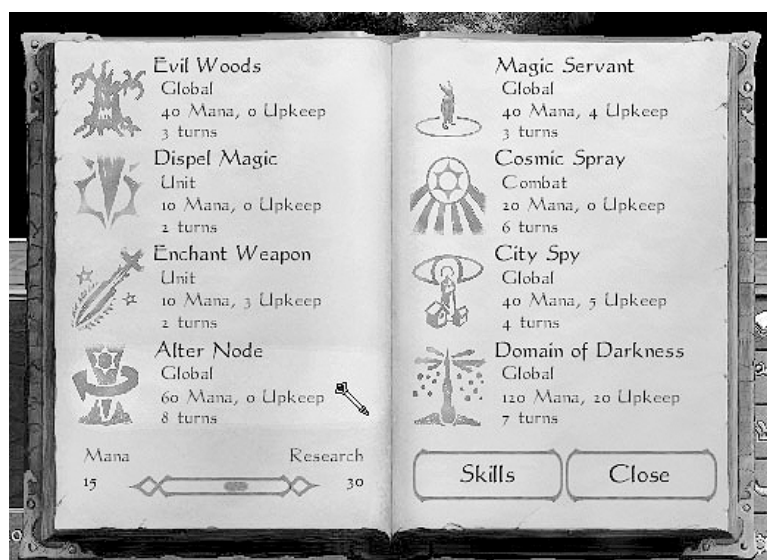 Evil Woods
Global
40 Mana, 0 Upkeep
3 turns
Dispel Magic
Unit
10 Mana, 0 Upkeep
2 turns
Enchant Weapon
Unit
10 Mana, 3 Upkeep
2 turns
Alter Node
Global
60 Mana, 0 Upkeep
8 turns
Mana
Research
15
30
Magic Servant
Global
40 Mana, 4 Upkeep
3 turns
Cosmic Spray
Combat
20 Mana, 0 Upkeep
6 turns
City Spy
Global
40 Mana, 5 Upkeep
4 turns
Domain of Darkness
Global
120 Mana, 20 Upkeep
7 turns
Skills
Close